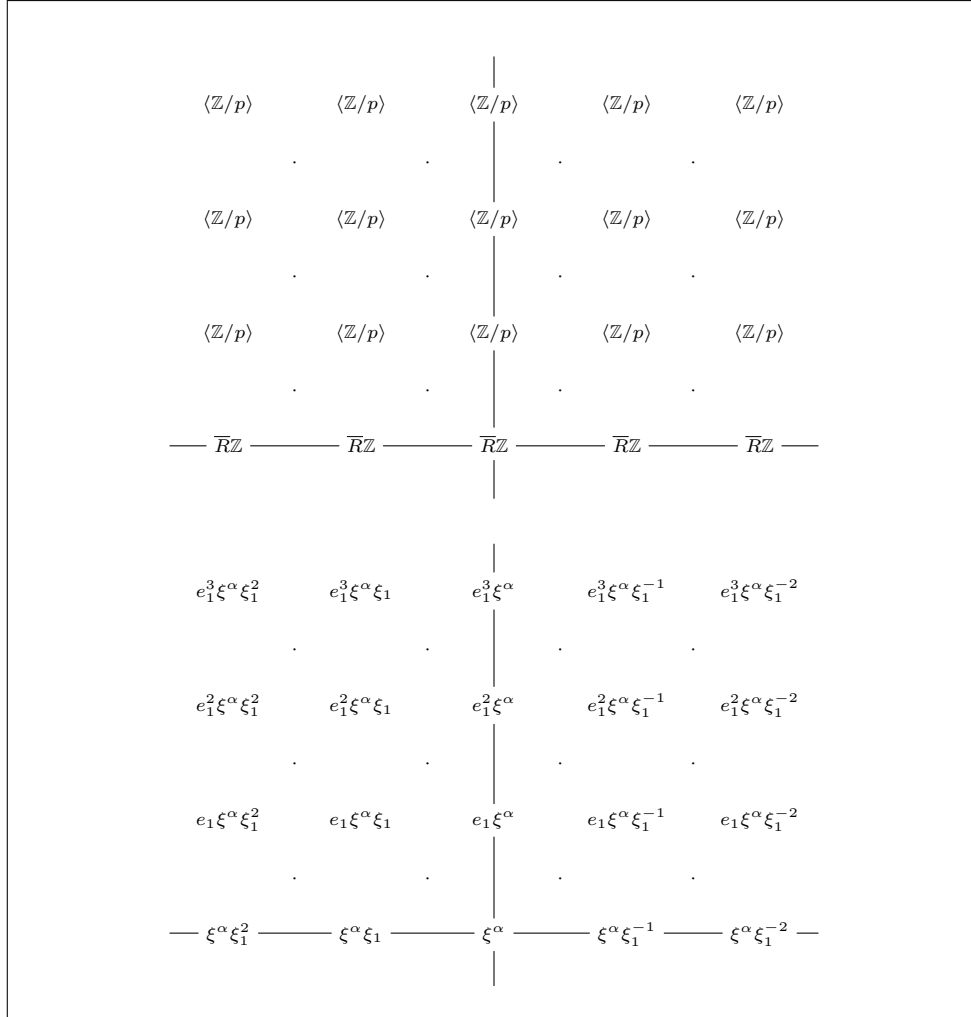 ⟨ℤ/p⟩ ⟨ℤ/p⟩ ⟨ℤ/p⟩ ⟨ℤ/p⟩ ⟨ℤ/p⟩
. . . .
⟨ℤ/p⟩ ⟨ℤ/p⟩ ⟨ℤ/p⟩ ⟨ℤ/p⟩ ⟨ℤ/p⟩
. . . .
⟨ℤ/p⟩ ⟨ℤ/p⟩ ⟨ℤ/p⟩ ⟨ℤ/p⟩ ⟨ℤ/p⟩
. . . .
R̅ℤ R̅ℤ R̅ℤ R̅ℤ R̅ℤ
e₁³ξ^αξ₁² e₁³ξ^αξ₁ e₁³ξ^α e₁³ξ^αξ₁⁻¹ e₁³ξ^αξ₁⁻²
. . . .
e₁²ξ^αξ₁² e₁²ξ^αξ₁ e₁²ξ^α e₁²ξ^αξ₁⁻¹ e₁²ξ^αξ₁⁻²
. . . .
e₁ξ^αξ₁² e₁ξ^αξ₁ e₁ξ^α e₁ξ^αξ₁⁻¹ e₁ξ^αξ₁⁻²
. . . .
ξ^αξ₁² ξ^αξ₁ ξ^α ξ^αξ₁⁻¹ ξ^αξ₁⁻²